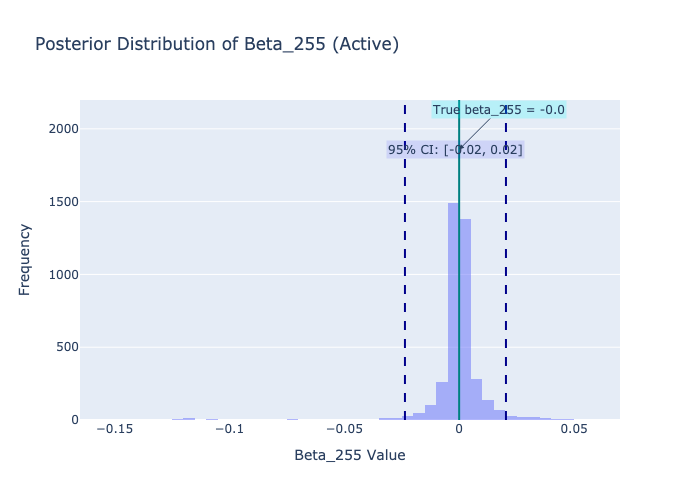 Posterior Distribution of Beta_255 (Active)
True beta_255 = -0.0
95% CI: [-0.02, 0.02]
2000
1500
1000
500
0
Frequency
−0.15
−0.1
−0.05
0
0.05
Beta_255 Value